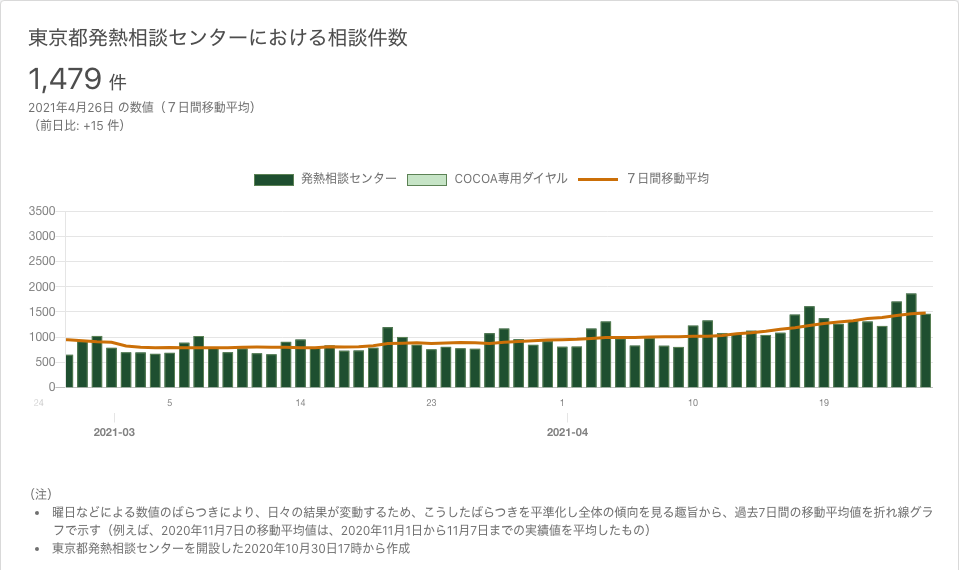 東京都発熱相談センターにおける相談件数
1,479 件
2021年4月26日 の数値（７日間移動平均）
（前日比: +15 件）
発熱相談センター COCOA専用ダイヤル ７日間移動平均
3500
3000
2500
2000
1500
1000
500
0
24 5 14 23 1 10 19
2021-03 2021-04
（注）
• 曜日などによる数値のばらつきにより、日々の結果が変動するため、こうしたばらつきを平準化し全体の傾向を見る趣旨から、過去7日間の移動平均値を折れ線グラ
フで示す（例えば、2020年11月7日の移動平均値は、2020年11月1日から11月7日までの実績値を平均したもの）
• 東京都発熱相談センターを開設した2020年10月30日17時から作成